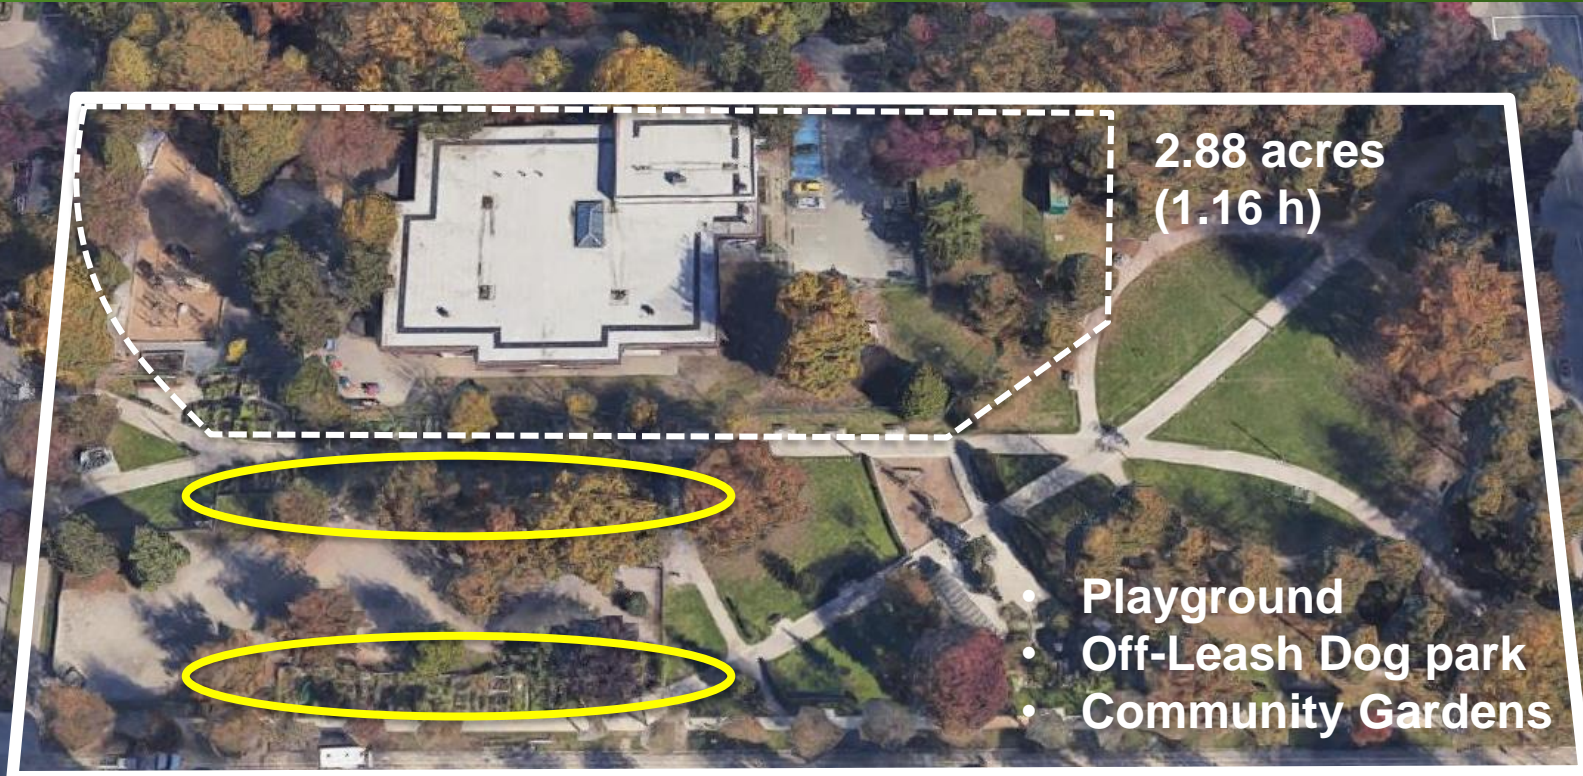 2.88 acres
(1.16 h)
• Playground
• Off-Leash Dog park
• Community Gardens